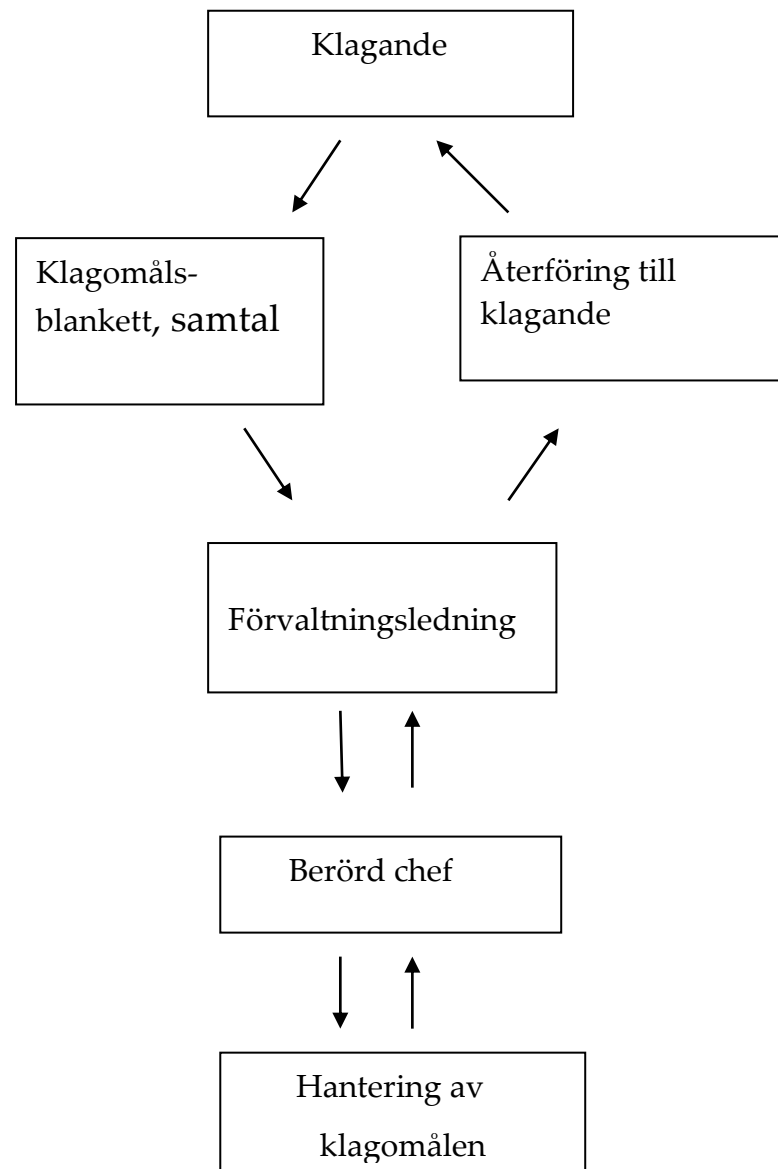 Klagande
Klagomåls-
blankett, samtal
Återföring till
klagande
Förvaltningsledning
Berörd chef
Hantering av
klagomålen